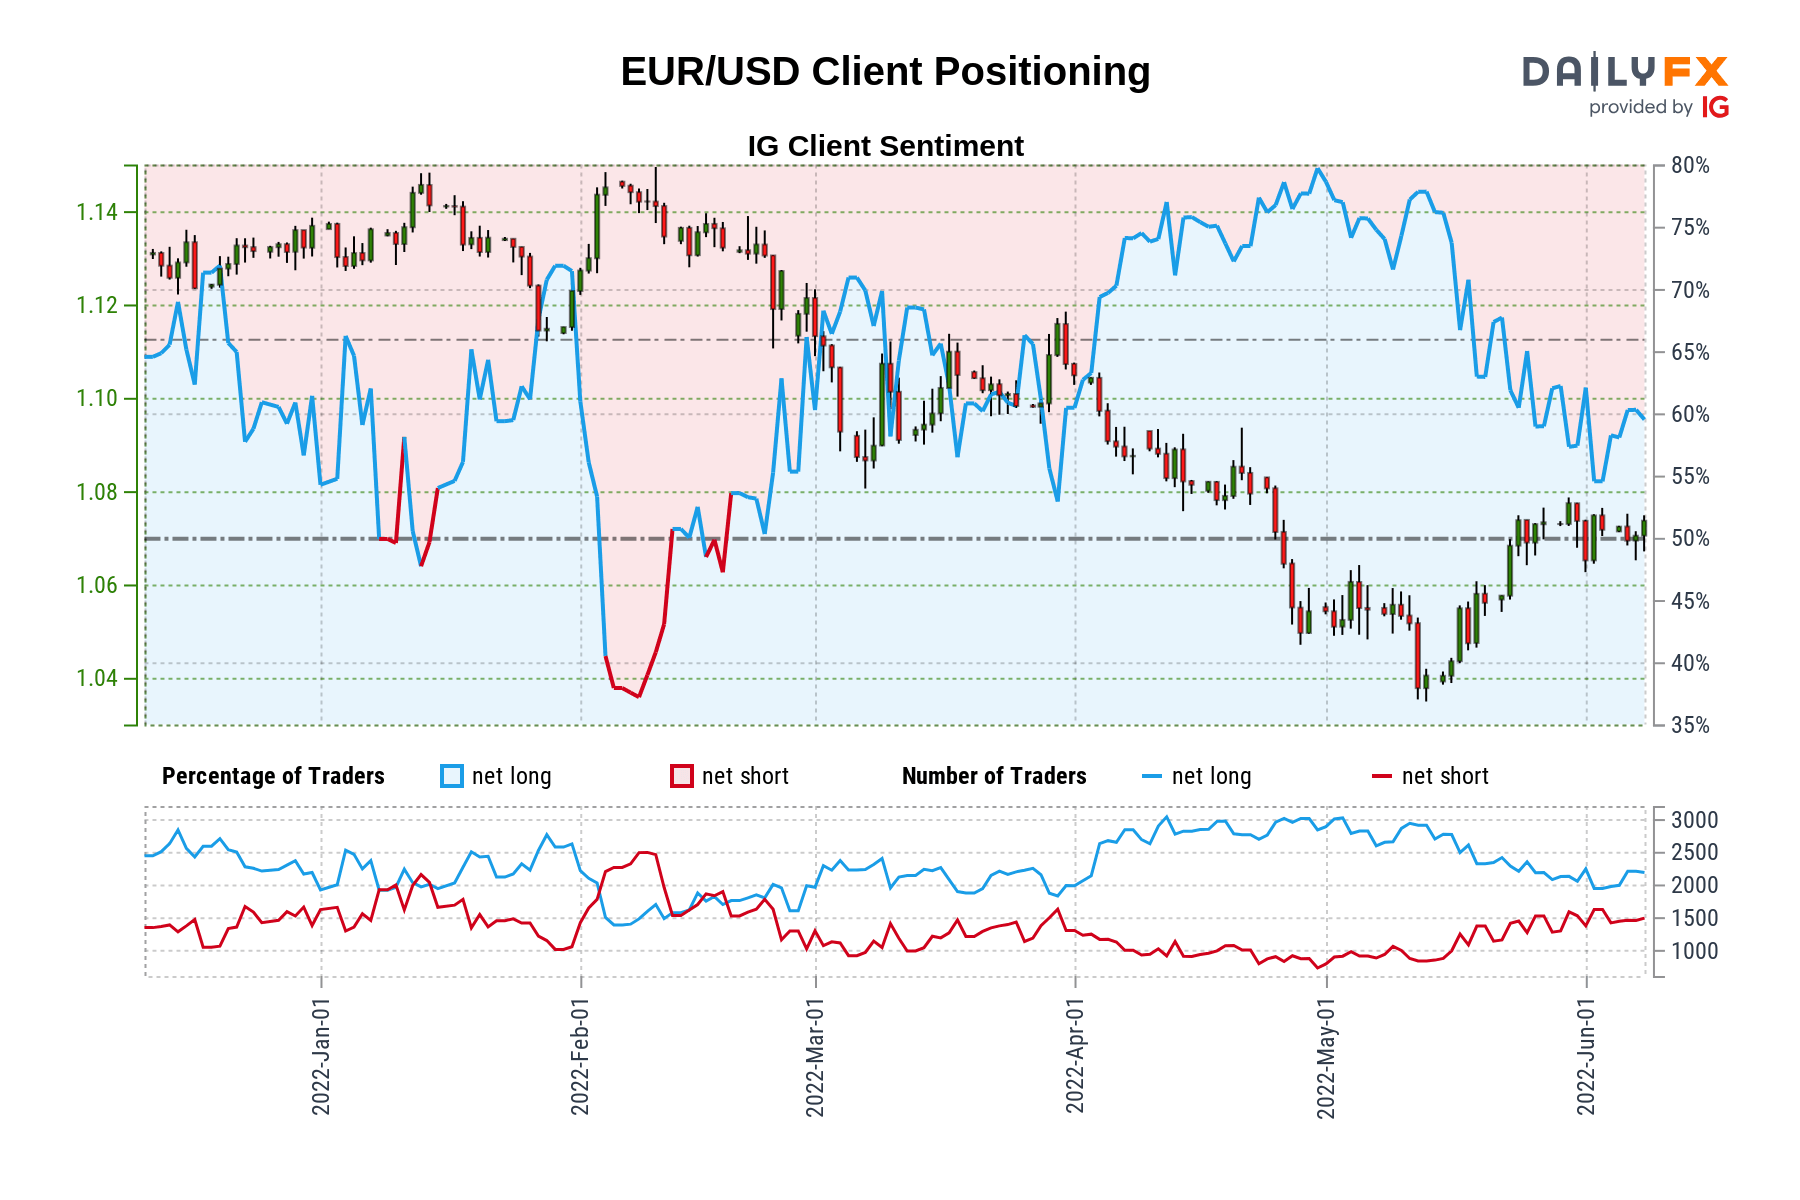 EUR/USD Client Positioning
DAILYFX
provided by IG
IG Client Sentiment
1.14
1.12
1.10
1.08
1.06
1.04
80%
75%
70%
65%
60%
55%
50%
45%
40%
35%
Percentage of Traders net long net short Number of Traders net long net short
3000
2500
2000
1500
1000
2022-Jan-01
2022-Feb-01
2022-Mar-01
2022-Apr-01
2022-May-01
2022-Jun-01